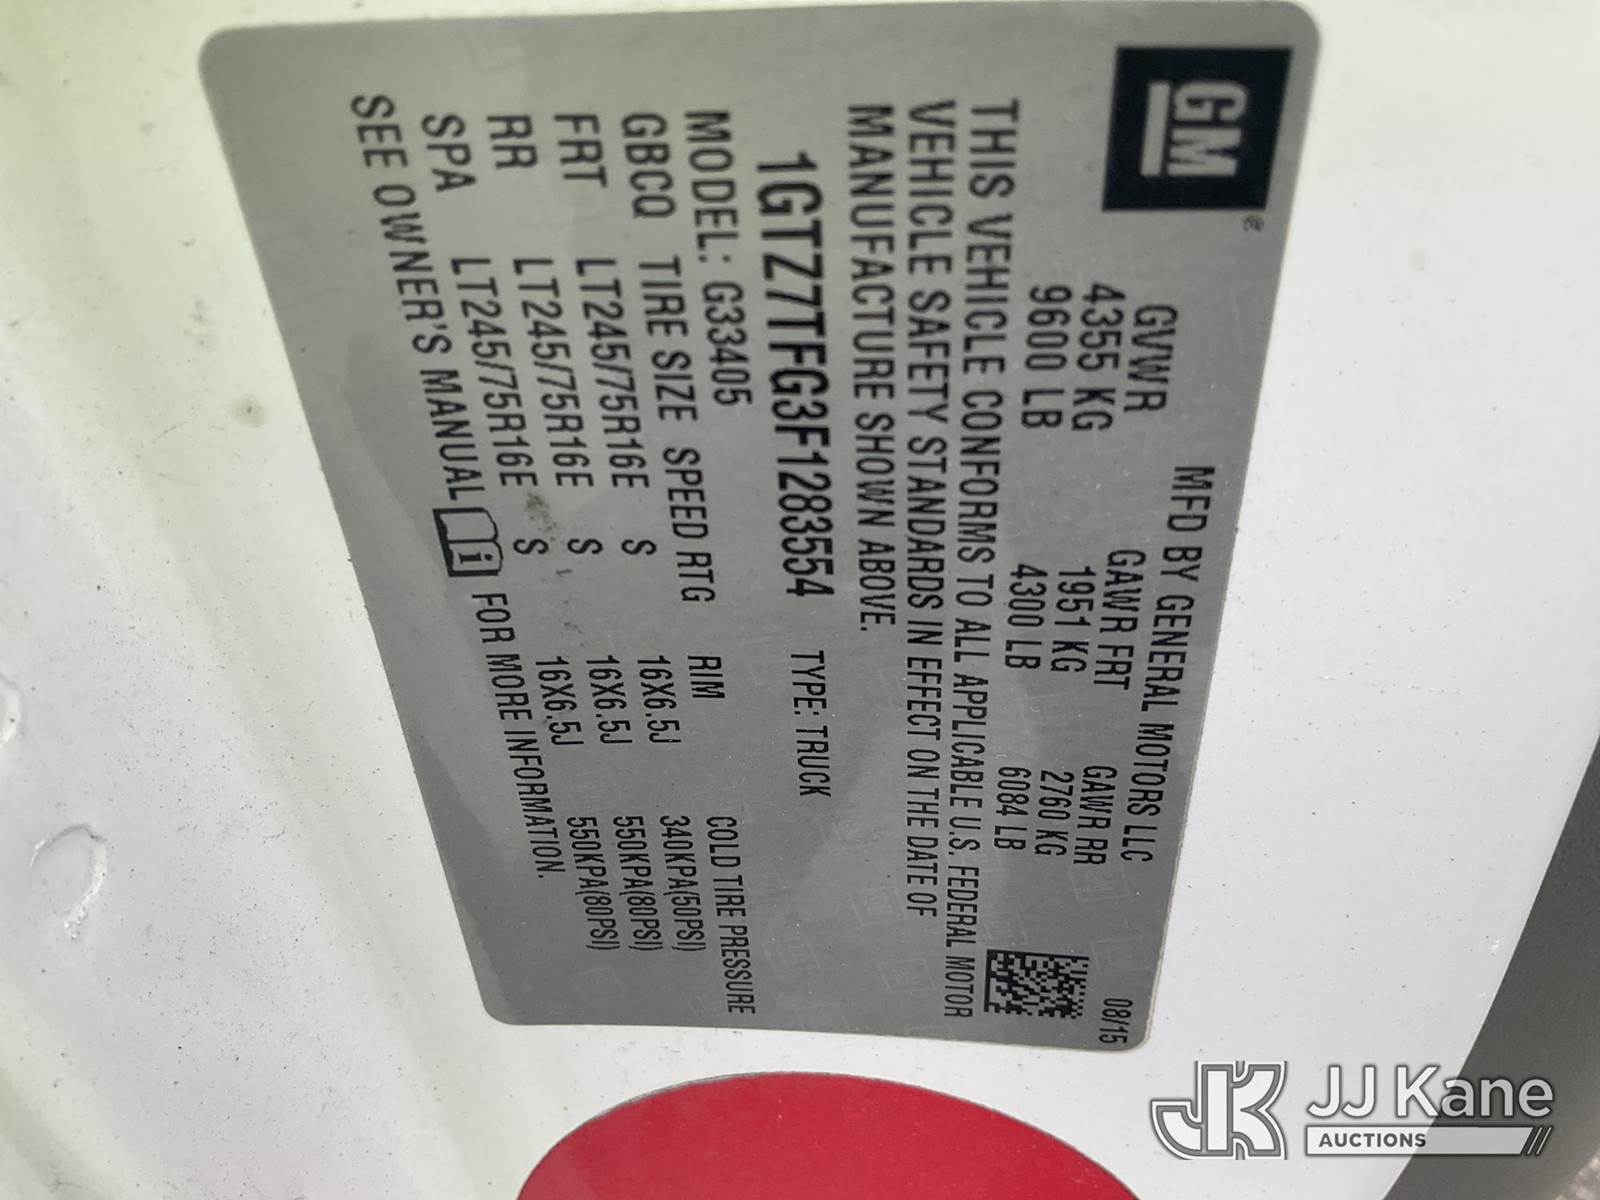 GM
®
MFD BY GENERAL MOTORS LLC
08/15
GVWR GAWR FRT GAWR RR
4355 KG 1951 KG 2760 KG
9600 LB 4300 LB 6084 LB
THIS VEHICLE CONFORMS TO ALL APPLICABLE U.S. FEDERAL MOTOR
VEHICLE SAFETY STANDARDS IN EFFECT ON THE DATE OF
MANUFACTURE SHOWN ABOVE.
1GTZ7TFG3F1283554 TYPE: TRUCK
MODEL: G33405
GBCQ TIRE SIZE SPEED RTG RIM COLD TIRE PRESSURE
FRT LT245/75R16E S 16X6.5J 340KPA(50PSI)
RR LT245/75R16E S 16X6.5J 550KPA(80PSI)
SPA LT245/75R16E S 16X6.5J 550KPA(80PSI)
SEE OWNER'S MANUAL i FOR MORE INFORMATION.
JK JJ Kane
AUCTIONS